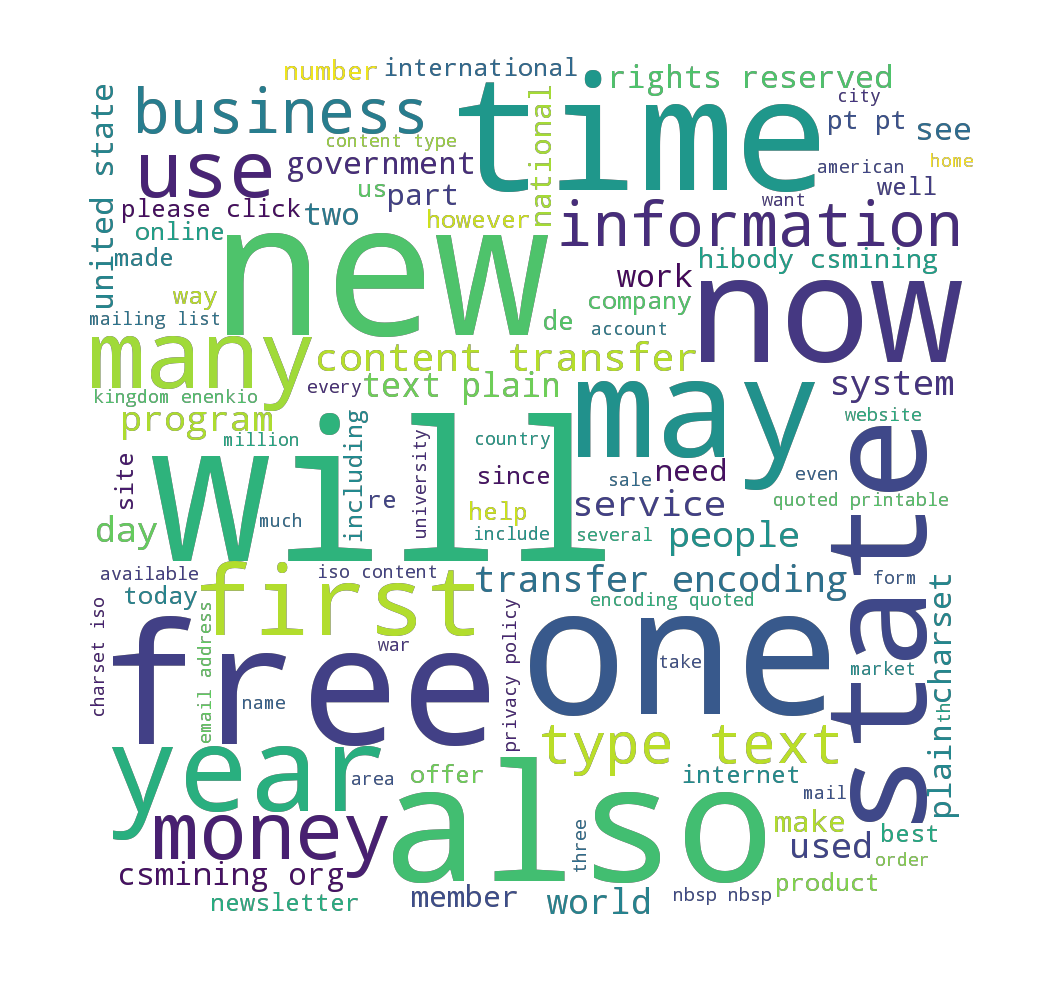 number
international
rights reserved
city
business
time
pt pt
see
united state
content type
national
american
home
use
government
us
part
want
well
please click
two
however
information
online
new
made
work
hibody csmining
now
way
company
mailing list
de
account
many
content transfer
may
system
kingdom enenkio
every
text plain
program
website
million
will
including
university
country
state
site
since
sale
need
even
re
quoted printable
day
much
help
service
include
several
people
available
iso content
transfer encoding
form
today
first
encoding quoted
charset
charset iso
email address
free
war
privacy policy
one
take
market
name
th
year
type text
plain
area
offer
internet
mail
money
also
make
best
three
used
order
csmining org
product
newsletter
member
world
nbsp nbsp